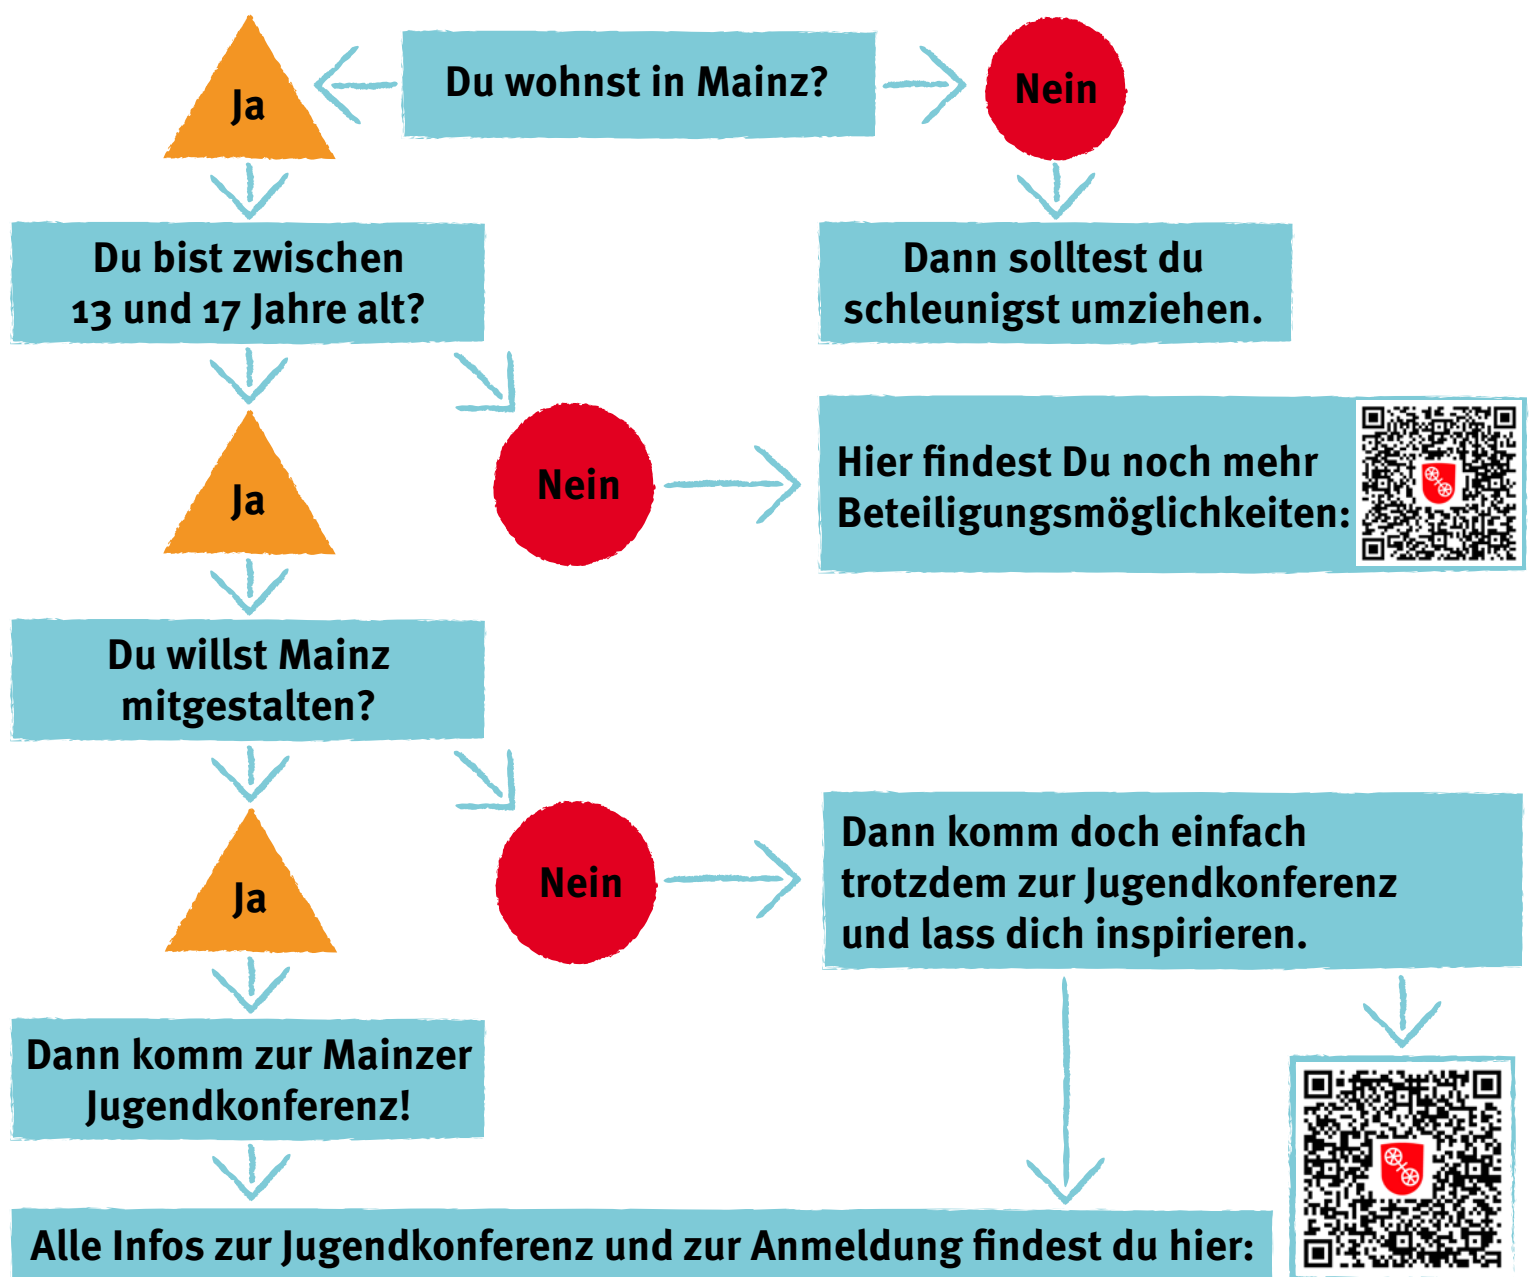 Du wohnst in Mainz?
Ja
Nein
Du bist zwischen
13 und 17 Jahre alt?
Dann solltest du
schleunigst umziehen.
Ja
Nein
Hier findest Du noch mehr
Beteiligungsmöglichkeiten:
Du willst Mainz
mitgestalten?
Ja
Nein
Dann komm doch einfach
trotzdem zur Jugendkonferenz
und lass dich inspirieren.
Dann komm zur Mainzer
Jugendkonferenz!
Alle Infos zur Jugendkonferenz und zur Anmeldung findest du hier: